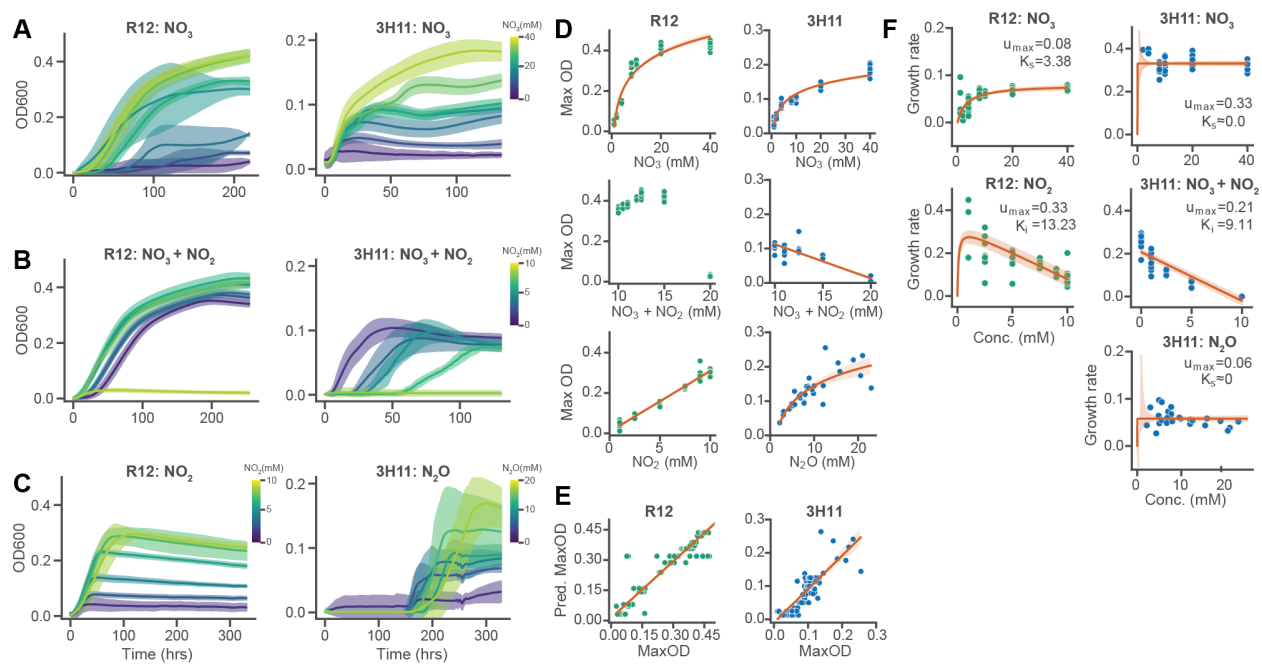 A
R12: NO3
0.4
0.2
0.0
OD600
0
100
200
3H11: NO3
0.2
0.1
0.0
0
50
100
NO3(mM)
40
20
0
B
R12: NO3 + NO2
0.4
0.2
0.0
OD600
0
100
200
3H11: NO3 + NO2
0.2
0.1
0.0
0
100
NO2(mM)
10
5
0
C
R12: NO2
0.4
0.2
0.0
OD600
0
100
200
300
Time (hrs)
NO2(mM)
10
5
0
3H11: N2O
0.1
0.0
0
100
200
300
Time (hrs)
N2O(mM)
20
10
0
D
R12
0.4
0.2
0.0
Max OD
0
20
40
NO3 (mM)
3H11
0.3
0.2
0.1
0.0
0
10
20
30
40
NO3 (mM)
0.4
0.2
0.0
Max OD
10
15
20
NO3 + NO2 (mM)
0.3
0.2
0.1
0.0
10
15
20
NO3 + NO2 (mM)
0.4
0.2
0.0
Max OD
0
5
10
NO2 (mM)
0.3
0.2
0.1
0.0
0
10
20
N2O (mM)
E
R12
0.45
0.30
0.15
0.00
Pred. MaxOD
0.00
0.15
0.30
0.45
MaxOD
3H11
0.3
0.2
0.1
0.0
0.0
0.1
0.2
0.3
MaxOD
F
R12: NO3
umax=0.08
Ks=3.38
0.2
0.1
0.0
Growth rate
0
20
40
3H11: NO3
0.4
0.2
0.0
umax=0.33
Ks≈0.0
0
20
40
R12: NO2
umax=0.33
Ki =13.23
0.4
0.2
0.0
Growth rate
0
5
10
Conc. (mM)
3H11: NO3 + NO2
umax=0.21
Ki =9.11
0.4
0.2
0.0
0
5
10
3H11: N2O
umax=0.06
Ks≈0
0.2
0.1
0.0
Growth rate
0
10
20
Conc. (mM)